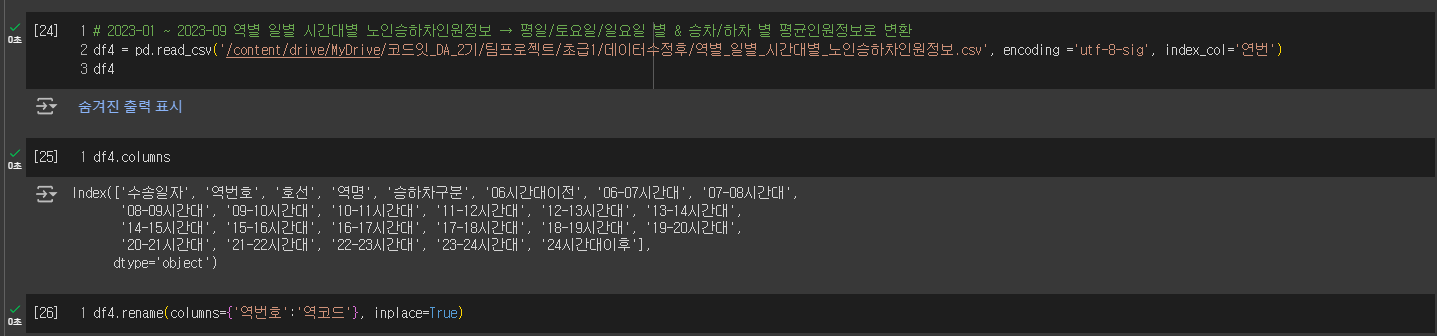 [24] 1 # 2023-01 ~ 2023-09 역별 일별 시간대별 노인승하차인원정보 → 평일/토요일/일요일 별 & 승차/하차 별 평균인원정보로 변환
0초 2 df4 = pd.read_csv('/content/drive/MyDrive/코드잇_DA_2기/팀프로젝트/초급1/데이터수정후/역별_일별_시간대별_노인승하차인원정보.csv', encoding ='utf-8-sig', index_col='연번')
3 df4
숨겨진 출력 표시
[25] 1 df4.columns
0초
Index(['수송일자', '역번호', '호선', '역명', '승하차구분', '06시간대이전', '06-07시간대', '07-08시간대',
'08-09시간대', '09-10시간대', '10-11시간대', '11-12시간대', '12-13시간대', '13-14시간대',
'14-15시간대', '15-16시간대', '16-17시간대', '17-18시간대', '18-19시간대', '19-20시간대',
'20-21시간대', '21-22시간대', '22-23시간대', '23-24시간대', '24시간대이후'],
dtype='object')
[26] 1 df4.rename(columns={'역번호':'역코드'}, inplace=True)
0초